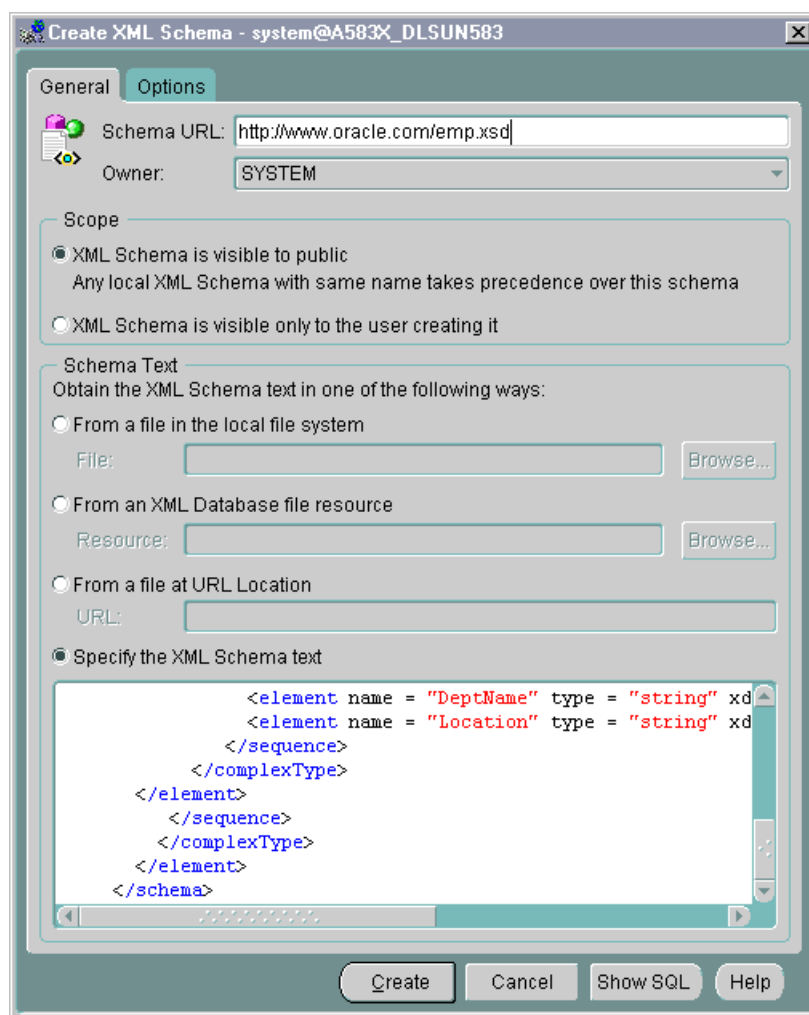 Create XML Schema - system@A583X_DLSUN583
General Options
Schema URL: http://www.oracle.com/emp.xsd
Owner: SYSTEM
Scope
XML Schema is visible to public
Any local XML Schema with same name takes precedence over this schema
XML Schema is visible only to the user creating it
Schema Text
Obtain the XML Schema text in one of the following ways:
From a file in the local file system
File: Browse...
From an XML Database file resource
Resource: Browse...
From a file at URL Location
URL:
Specify the XML Schema text
<element name = "DeptName" type = "string" xd
<element name = "Location" type = "string" xd
</sequence>
</complexType>
</element>
</sequence>
</complexType>
</element>
</schema>
Create Cancel Show SQL Help